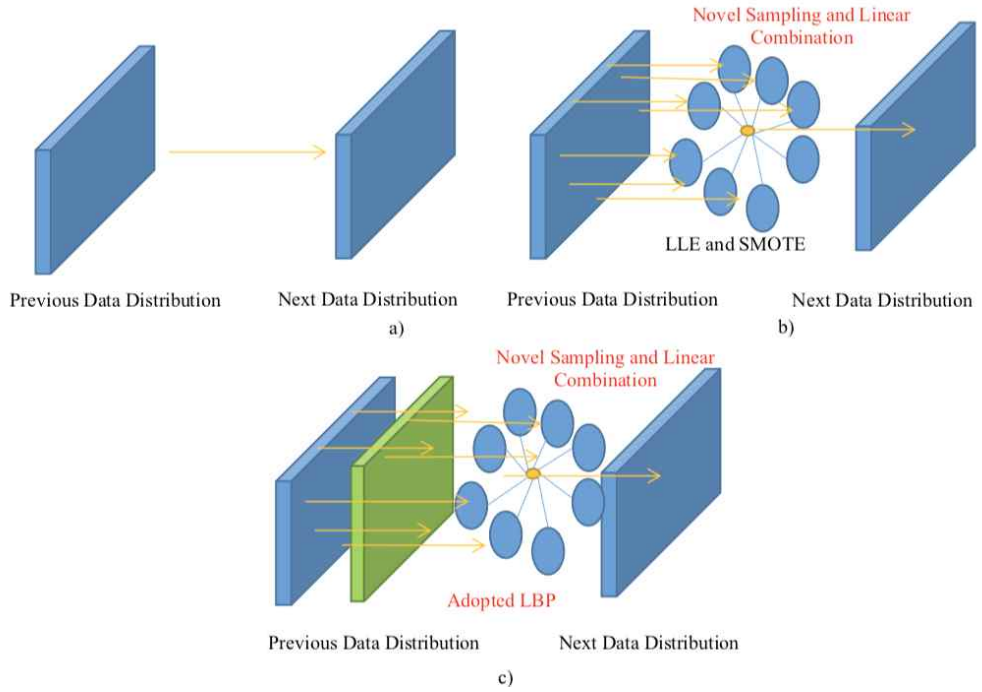 Novel Sampling and Linear
Combination
LLE and SMOTE
Previous Data Distribution
Next Data Distribution
a)
Previous Data Distribution
Next Data Distribution
b)
Novel Sampling and Linear
Combination
Adopted LBP
Previous Data Distribution
Next Data Distribution
c)